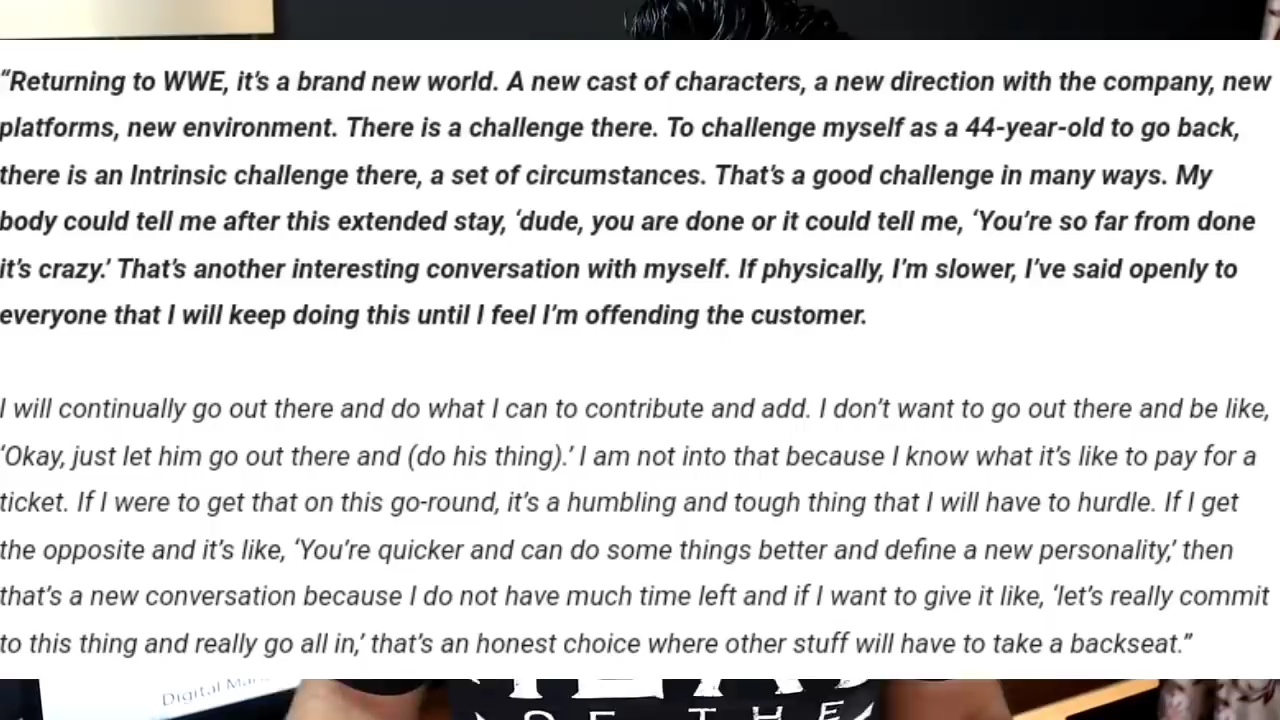 “Returning to WWE, it’s a brand new world. A new cast of characters, a new direction with the company, new
platforms, new environment. There is a challenge there. To challenge myself as a 44-year-old to go back,
there is an Intrinsic challenge there, a set of circumstances. That’s a good challenge in many ways. My
body could tell me after this extended stay, ‘dude, you are done or it could tell me, ‘You’re so far from done
it’s crazy.’ That’s another interesting conversation with myself. If physically, I’m slower, I’ve said openly to
everyone that I will keep doing this until I feel I’m offending the customer.
I will continually go out there and do what I can to contribute and add. I don’t want to go out there and be like,
‘Okay, just let him go out there and (do his thing).’ I am not into that because I know what it’s like to pay for a
ticket. If I were to get that on this go-round, it’s a humbling and tough thing that I will have to hurdle. If I get
the opposite and it’s like, ‘You’re quicker and can do some things better and define a new personality,’ then
that’s a new conversation because I do not have much time left and if I want to give it like, ‘let’s really commit
to this thing and really go all in,’ that’s an honest choice where other stuff will have to take a backseat.”
Digital
OF THE